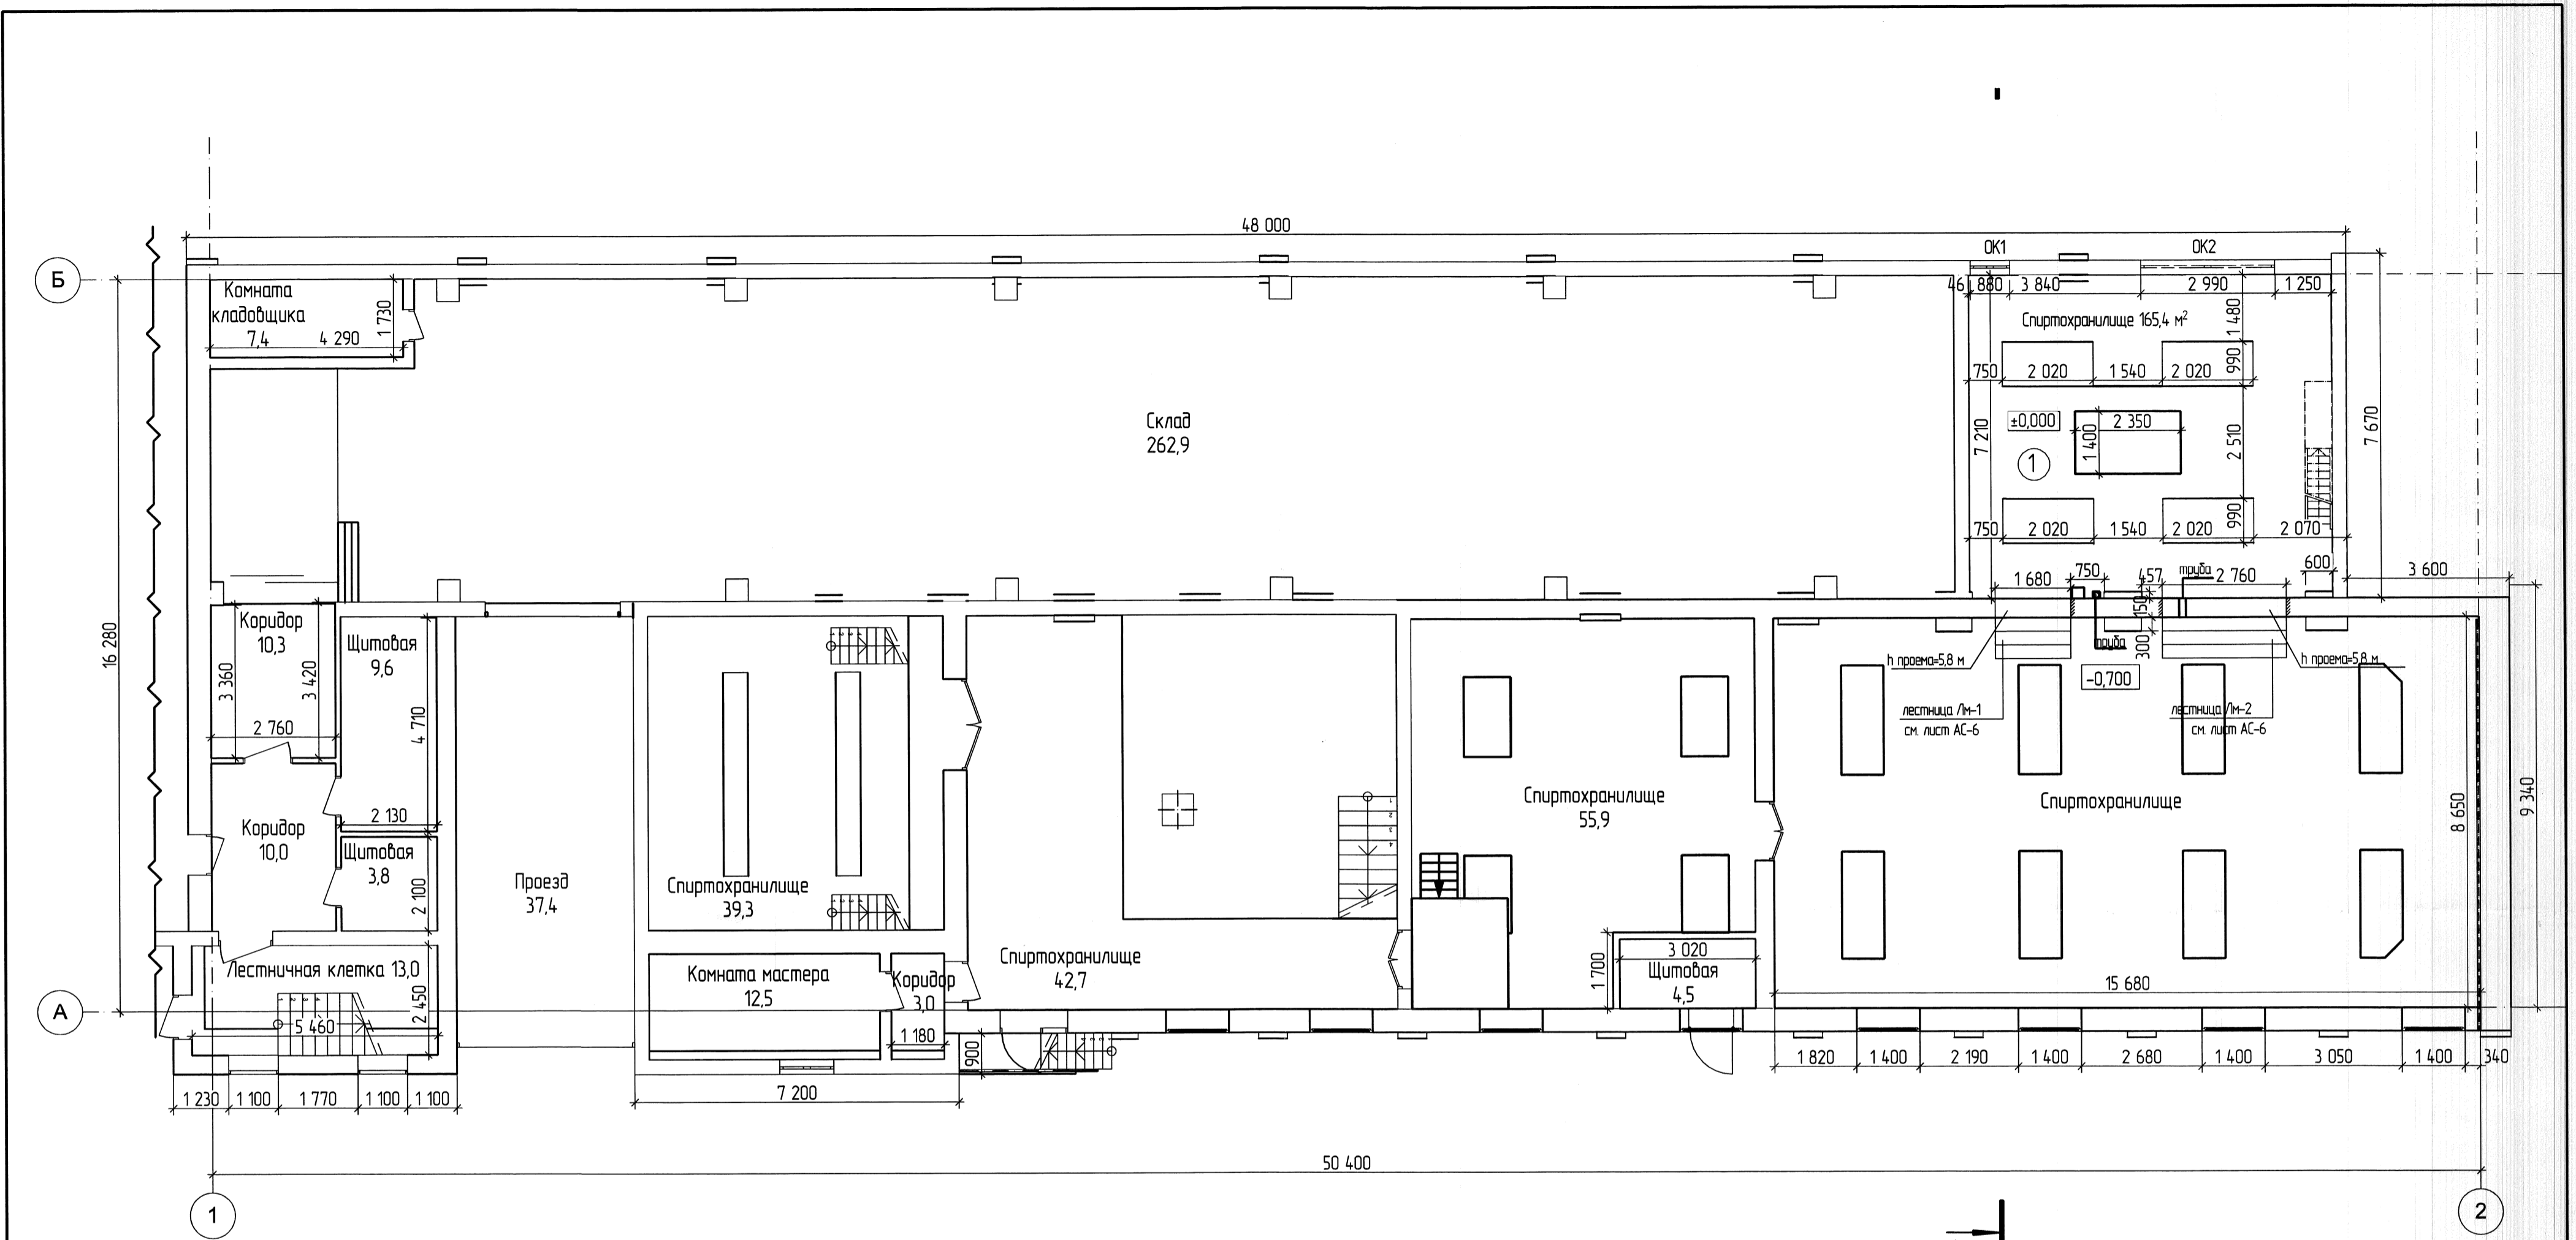 48 000
ОК1
ОК2
Б
46
880
3 840
2 990
1 250
Комната
кладовщика
7,4
4 290
1 730
Спиртохранилище 165,4 м²
1 480
750
2 020
1 540
2 020
990
Склад
262,9
±0,000
2 350
1 400
7 210
2 510
7 670
1
750
2 020
1 540
2 020
990
2 070
1 680
750
457
труба
2 760
600
3 600
16 280
Коридор
10,3
3 360
3 420
2 760
Щитовая
9,6
4 710
2 130
150
труба
300
h проема=5,8 м
h проема=5,8 м
-0,700
лестница Лм-1
см. лист АС-6
лестница Лм-2
см. лист АС-6
Спиртохранилище
55,9
Спиртохранилище
8 650
9 340
Коридор
10,0
Щитовая
3,8
2 100
Проезд
37,4
Спиртохранилище
39,3
Лестничная клетка 13,0
2 450
5 460
Комната мастера
12,5
Коридор
3,0
1 180
Спиртохранилище
42,7
1 700
3 020
Щитовая
4,5
15 680
А
900
1 820
1 400
2 190
1 400
2 680
1 400
3 050
1 400
340
1 230
1 100
1 770
1 100
1 100
7 200
50 400
1
2